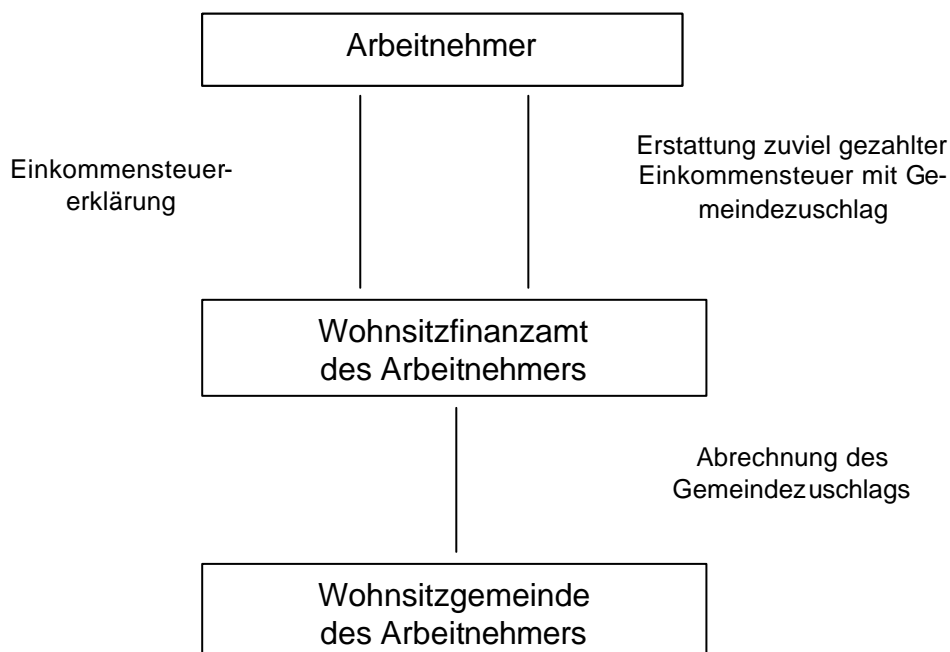 Arbeitnehmer
Einkommensteuer-
erklärung
Erstattung zuviel gezahlter
Einkommensteuer mit Ge-
meindezuschlag
Wohnsitzfinanzamt
des Arbeitnehmers
Abrechnung des
Gemeindezuschlags
Wohnsitzgemeinde
des Arbeitnehmers